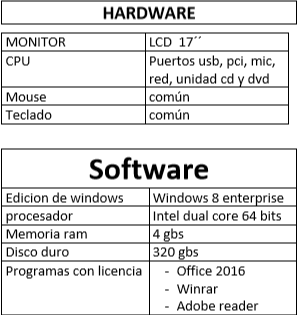 HARDWARE
MONITOR LCD 17´´
CPU Puertos usb, pci, mic,
red, unidad cd y dvd
Mouse común
Teclado común
Software
Edicion de windows Windows 8 enterprise
procesador Intel dual core 64 bits
Memoria ram 4 gbs
Disco duro 320 gbs
Programas con licencia - Office 2016
- Winrar
- Adobe reader